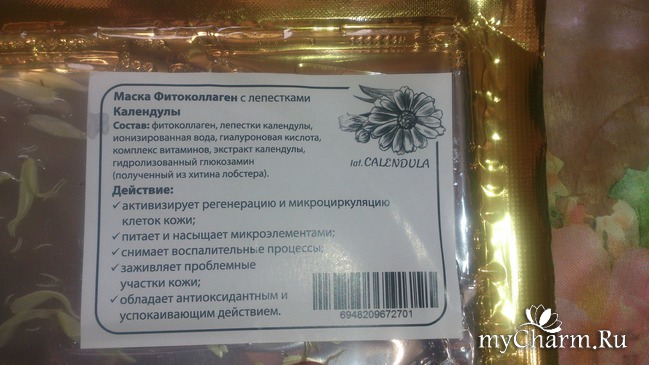 Маска Фитоколлаген с лепестками
Календулы
Состав: фитоколлаген, лепестки календулы,
ионизированная вода, гиалуроновая кислота,
комплекс витаминов, экстракт календулы,
гидролизованный глюкозамин
(полученный из хитина лобстера).
lat. CALENDULA
Действие:
✓активизирует регенерацию и микроциркуляцию
клеток кожи;
✓питает и насыщает микроэлементами;
✓снимает воспалительные процессы;
✓заживляет проблемные
участки кожи;
✓обладает антиоксидантным и
успокаивающим действием.
6948209672701
myCharm.Ru